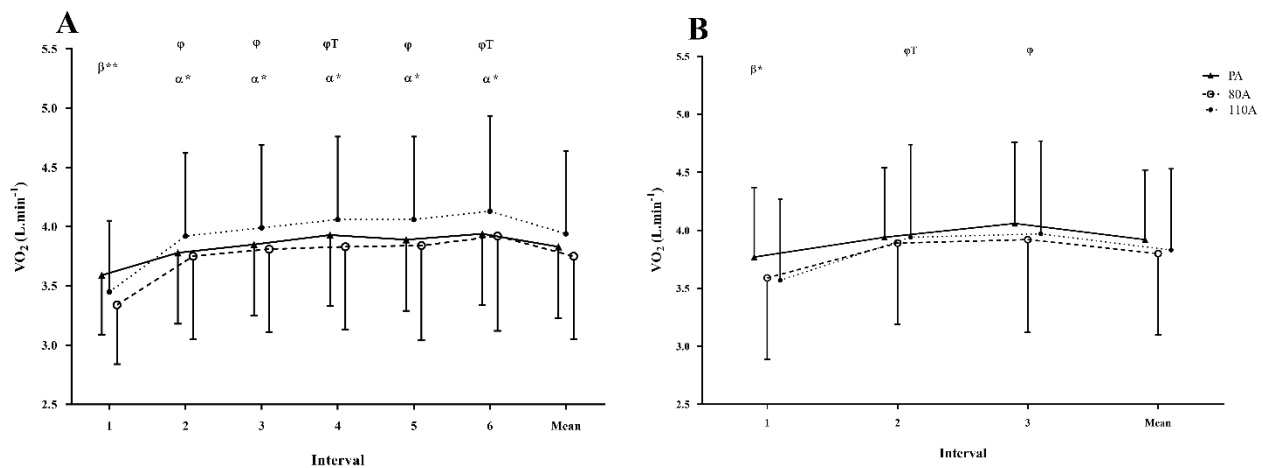 A
φ φ φT φ φT
β** α* α* α* α* α*
5.5
5.0
4.5
4.0
3.5
3.0
2.5
VO₂ (L.min⁻¹)
1 2 3 4 5 6 Mean
Interval
B
φT φ
β*
5.5
5.0
4.5
4.0
3.5
3.0
2.5
VO₂ (L.min⁻¹)
1 2 3 Mean
Interval
PA
80A
110A